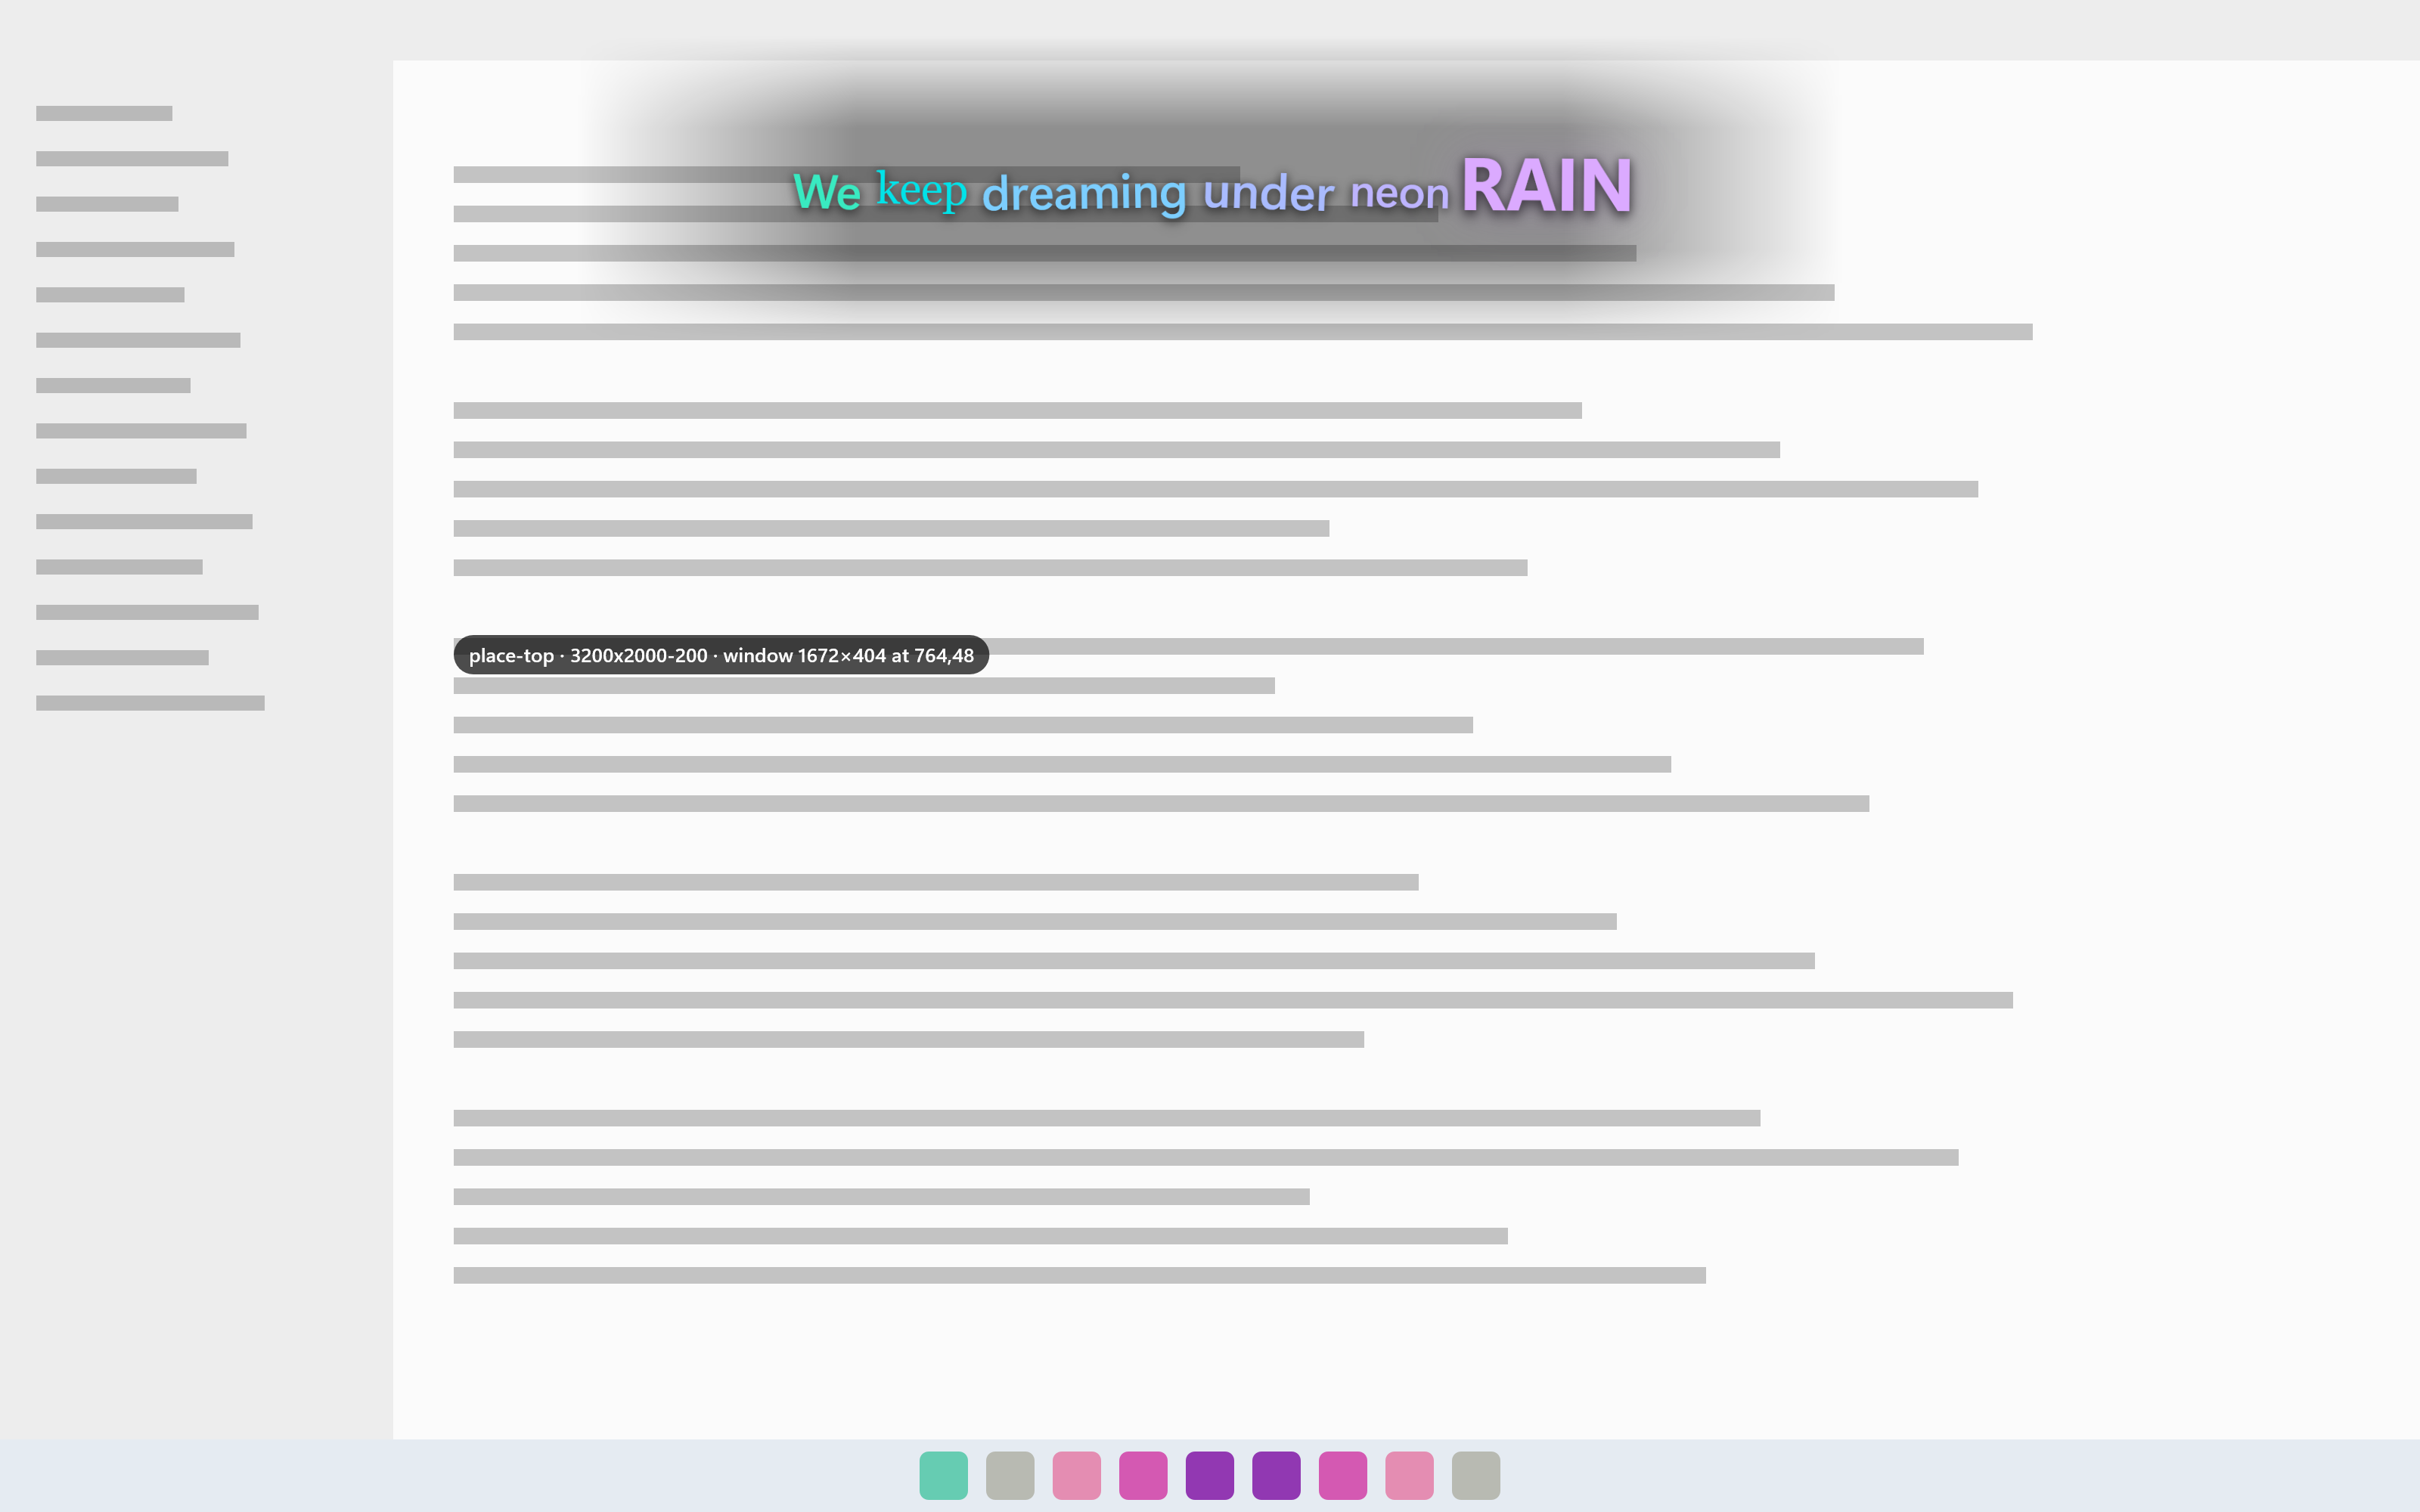 We keep dreaming under neon RAIN
place-top · 3200x2000-200 · window 1672×404 at 764,48